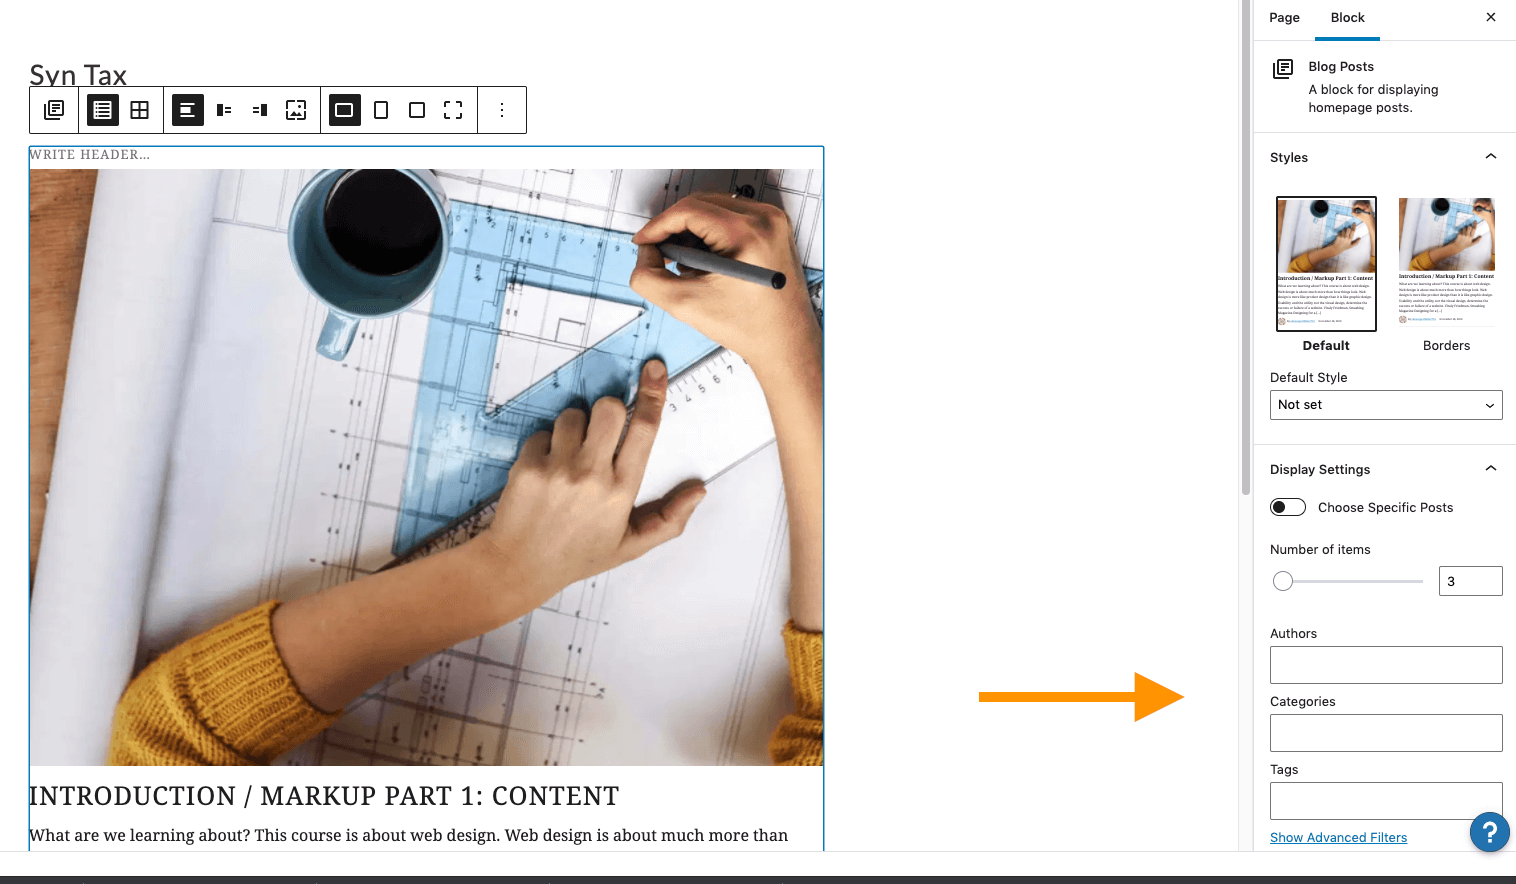 Page Block
Syn Tax
Blog Posts
A block for displaying
homepage posts.
WRITE HEADER...
Styles
Introduction / Markup Part 1: Content
Introduction / Markup Part 1: Content
Default Borders
Default Style
Not set
Display Settings
Choose Specific Posts
Number of items
3
Authors
Categories
Tags
Show Advanced Filters
?
INTRODUCTION / MARKUP PART 1: CONTENT
What are we learning about? This course is about web design. Web design is about much more than